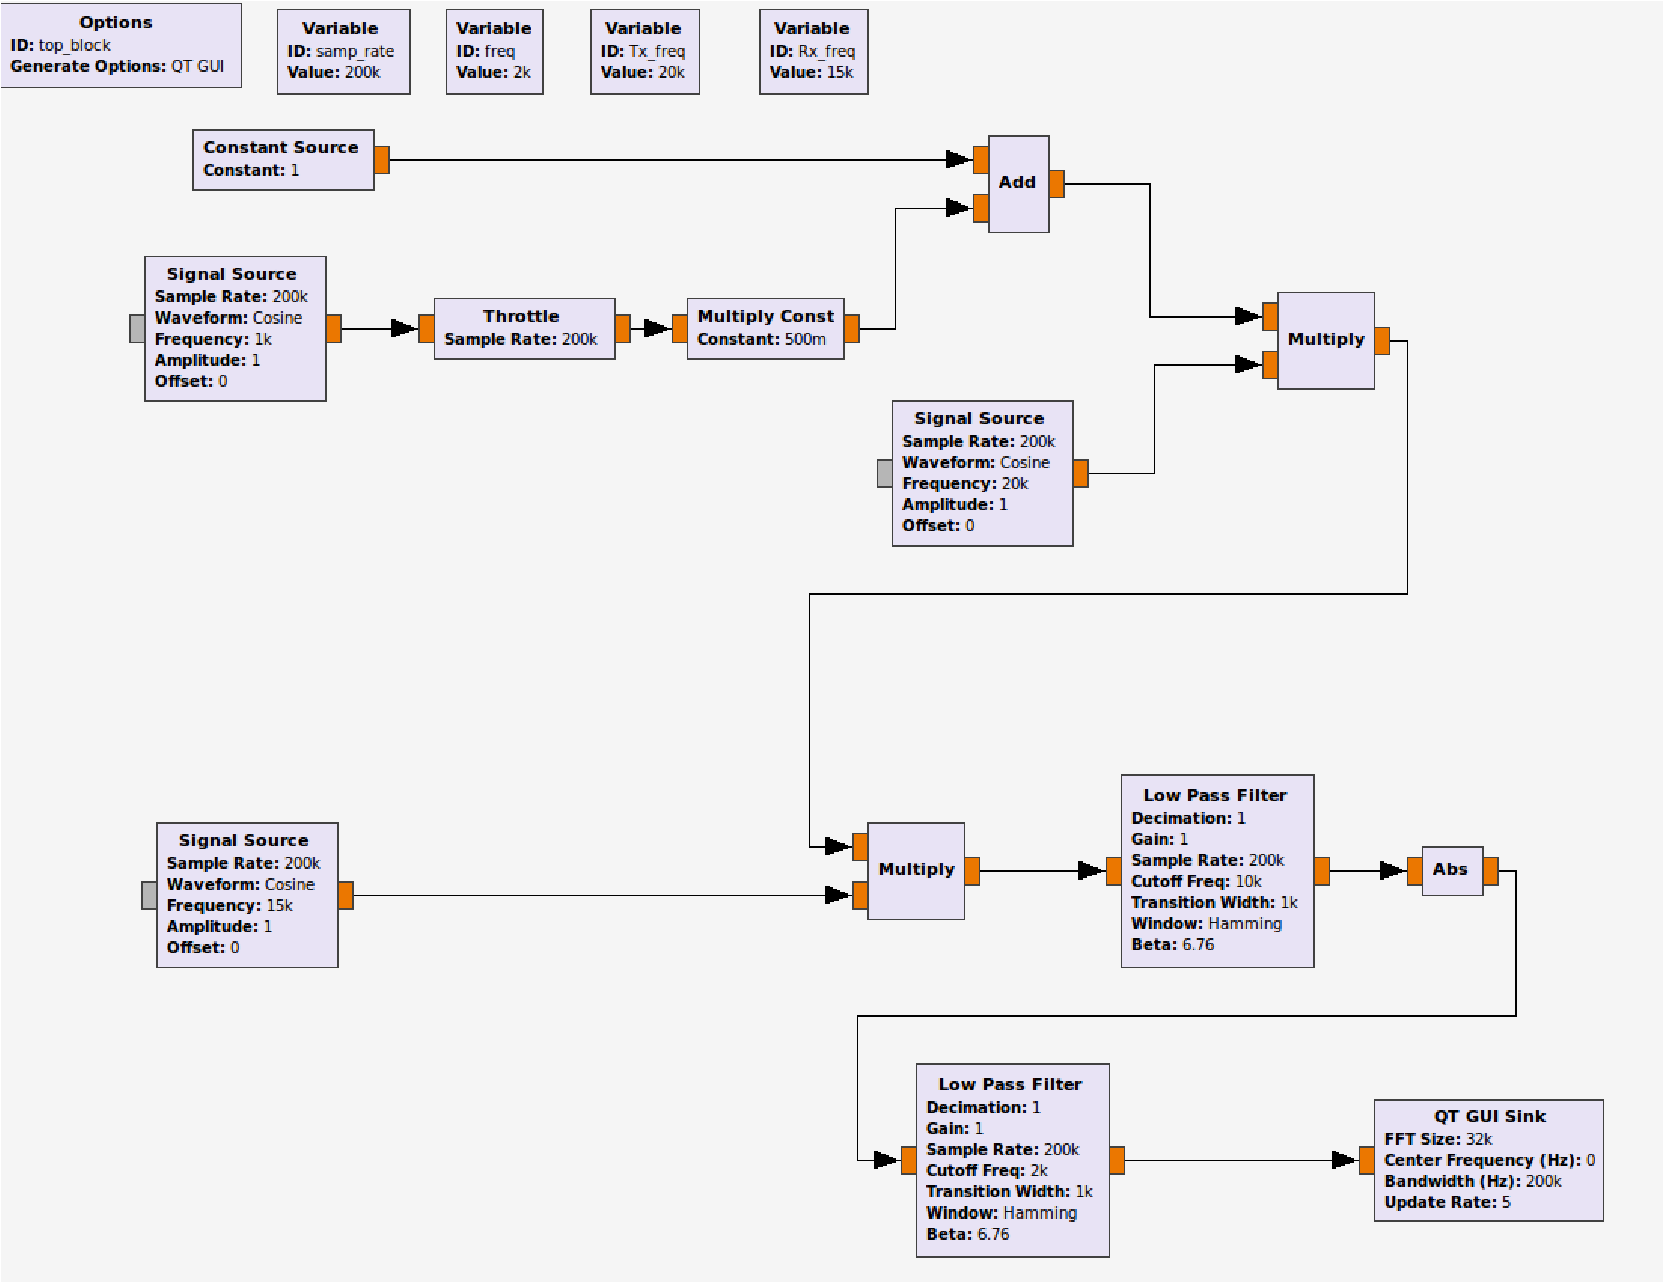 Options
ID: top_block
Generate Options: QT GUI
Variable
ID: samp_rate
Value: 200k
Variable
ID: freq
Value: 2k
Variable
ID: Tx_freq
Value: 20k
Variable
ID: Rx_freq
Value: 15k
Constant Source
Constant: 1
Add
Signal Source
Sample Rate: 200k
Waveform: Cosine
Frequency: 1k
Amplitude: 1
Offset: 0
Throttle
Sample Rate: 200k
Multiply Const
Constant: 500m
Multiply
Signal Source
Sample Rate: 200k
Waveform: Cosine
Frequency: 20k
Amplitude: 1
Offset: 0
Signal Source
Sample Rate: 200k
Waveform: Cosine
Frequency: 15k
Amplitude: 1
Offset: 0
Multiply
Low Pass Filter
Decimation: 1
Gain: 1
Sample Rate: 200k
Cutoff Freq: 10k
Transition Width: 1k
Window: Hamming
Beta: 6.76
Abs
Low Pass Filter
Decimation: 1
Gain: 1
Sample Rate: 200k
Cutoff Freq: 2k
Transition Width: 1k
Window: Hamming
Beta: 6.76
QT GUI Sink
FFT Size: 32k
Center Frequency (Hz): 0
Bandwidth (Hz): 200k
Update Rate: 5